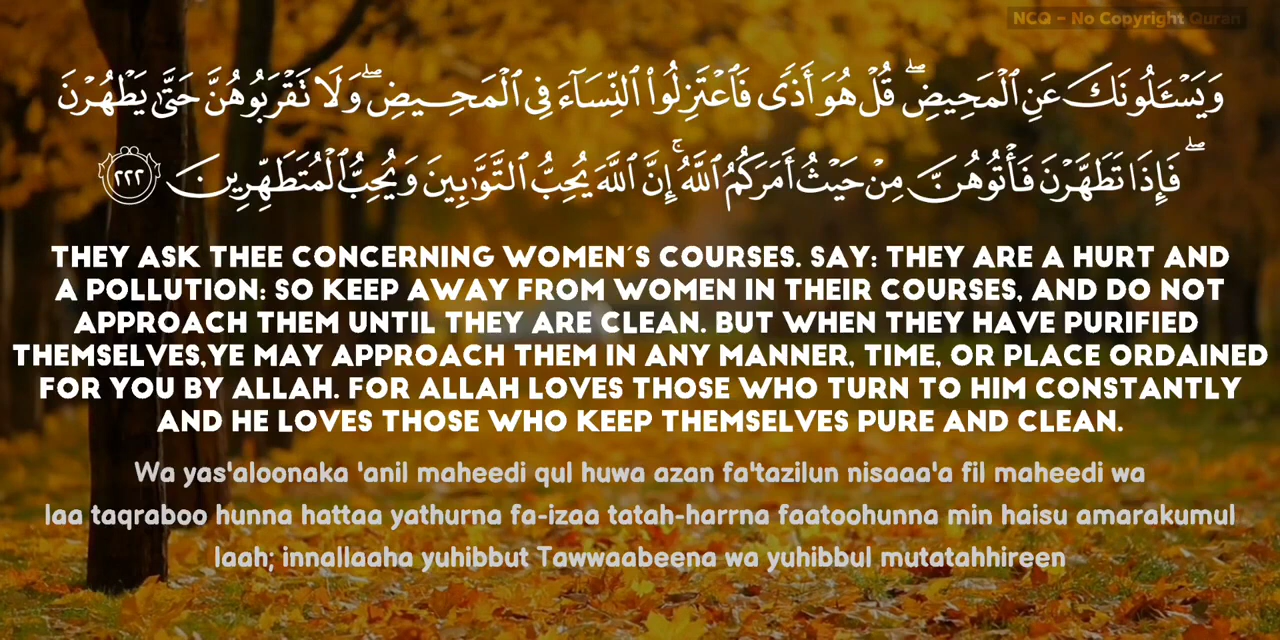 NCQ - No Copyright Quran
وَيَسْـَٔلُونَكَ عَنِ ٱلْمَحِيضِ ۖ قُلْ هُوَ أَذًى فَٱعْتَزِلُوا۟ ٱلنِّسَآءَ فِى ٱلْمَحِيضِ ۖ وَلَا تَقْرَبُوهُنَّ حَتَّىٰ يَطْهُرْنَ
ۖ فَإِذَا تَطَهَّرْنَ فَأْتُوهُنَّ مِنْ حَيْثُ أَمَرَكُمُ ٱللَّهُ ۚ إِنَّ ٱللَّهَ يُحِبُّ ٱلتَّوَّٰبِينَ وَيُحِبُّ ٱلْمُتَطَهِّرِينَ ٢٢٢
THEY ASK THEE CONCERNING WOMEN'S COURSES. SAY: THEY ARE A HURT AND
A POLLUTION: SO KEEP AWAY FROM WOMEN IN THEIR COURSES, AND DO NOT
APPROACH THEM UNTIL THEY ARE CLEAN. BUT WHEN THEY HAVE PURIFIED
THEMSELVES,YE MAY APPROACH THEM IN ANY MANNER, TIME, OR PLACE ORDAINED
FOR YOU BY ALLAH. FOR ALLAH LOVES THOSE WHO TURN TO HIM CONSTANTLY
AND HE LOVES THOSE WHO KEEP THEMSELVES PURE AND CLEAN.
Wa yas'aloonaka 'anil maheedi qul huwa azan fa'tazilun nisaaa'a fil maheedi wa
laa taqraboo hunna hattaa yathurna fa-izaa tatah-harrna faatoohunna min haisu amarakumul
laah; innallaaha yuhibbut Tawwaabeena wa yuhibbul mutatahhireen